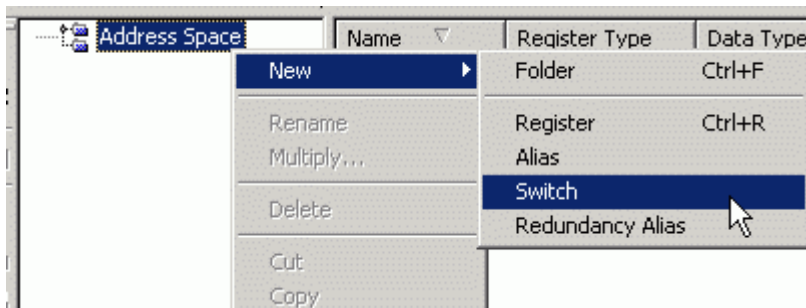 Address Space
Name Register Type Data Type
New
Folder Ctrl+F
Rename
Register Ctrl+R
Multiply...
Alias
Switch
Delete
Redundancy Alias
Cut
Copy